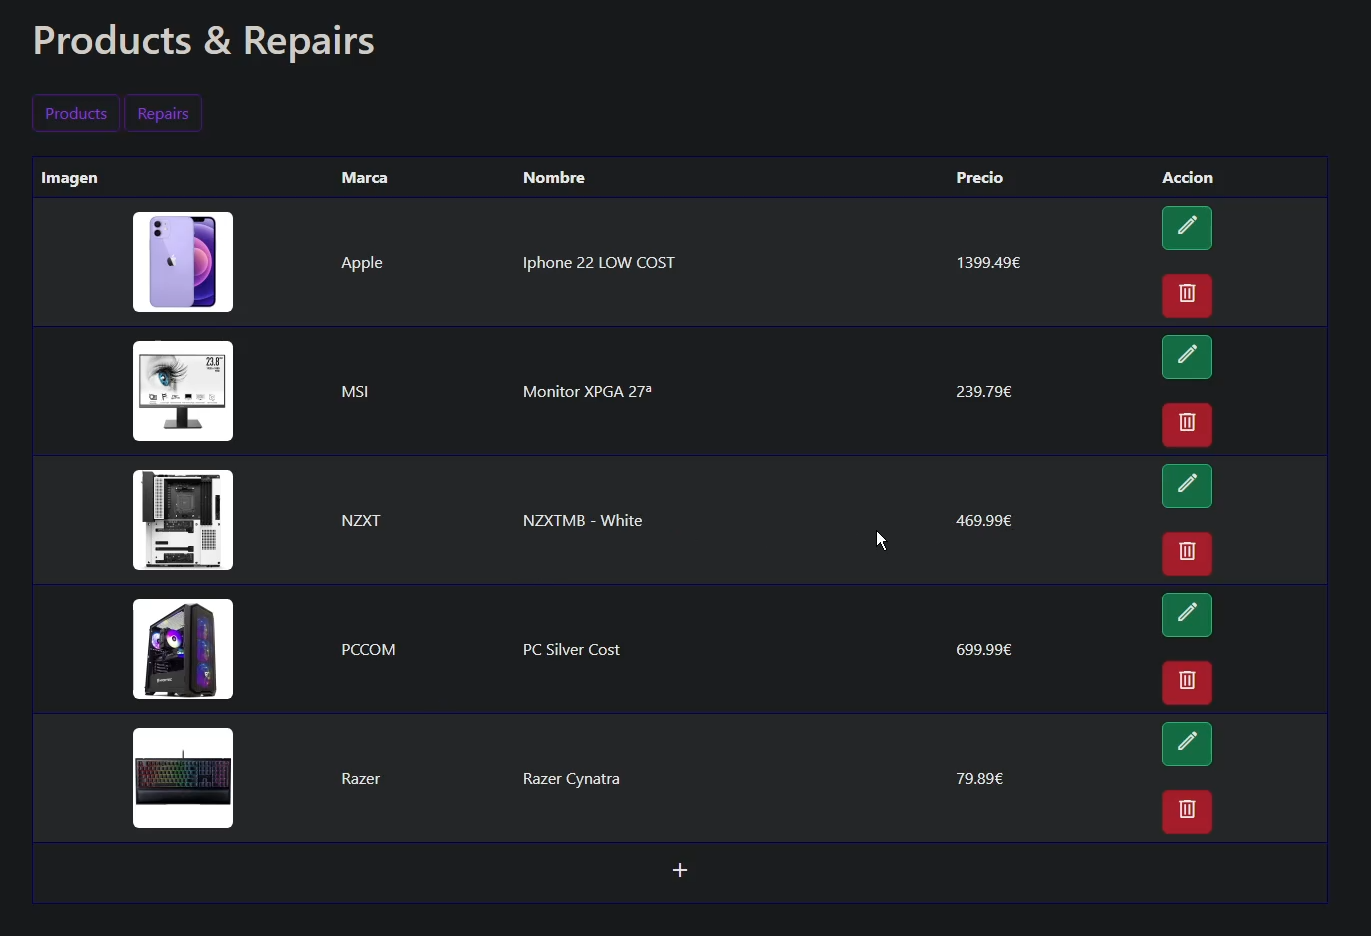 Products & Repairs
Products Repairs
Imagen Marca Nombre Precio Accion
Apple Iphone 22 LOW COST 1399.49€
23.8"
MSI Monitor XPGA 27ª 239.79€
NZXT NZXTMB - White 469.99€
PCCOM PC Silver Cost 699.99€
Razer Razer Cynatra 79.89€
+